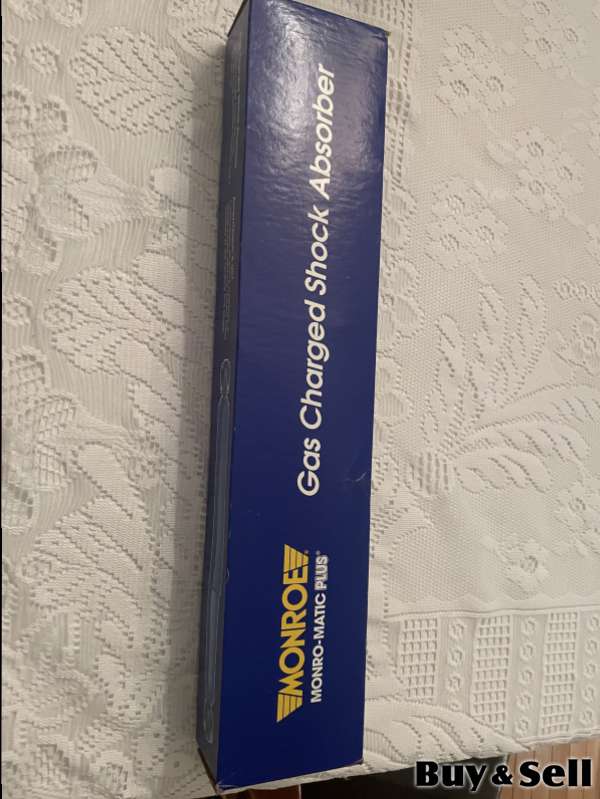 MONROE
MONRO-MATIC PLUS®
Gas Charged Shock Absorber
Buy & Sell